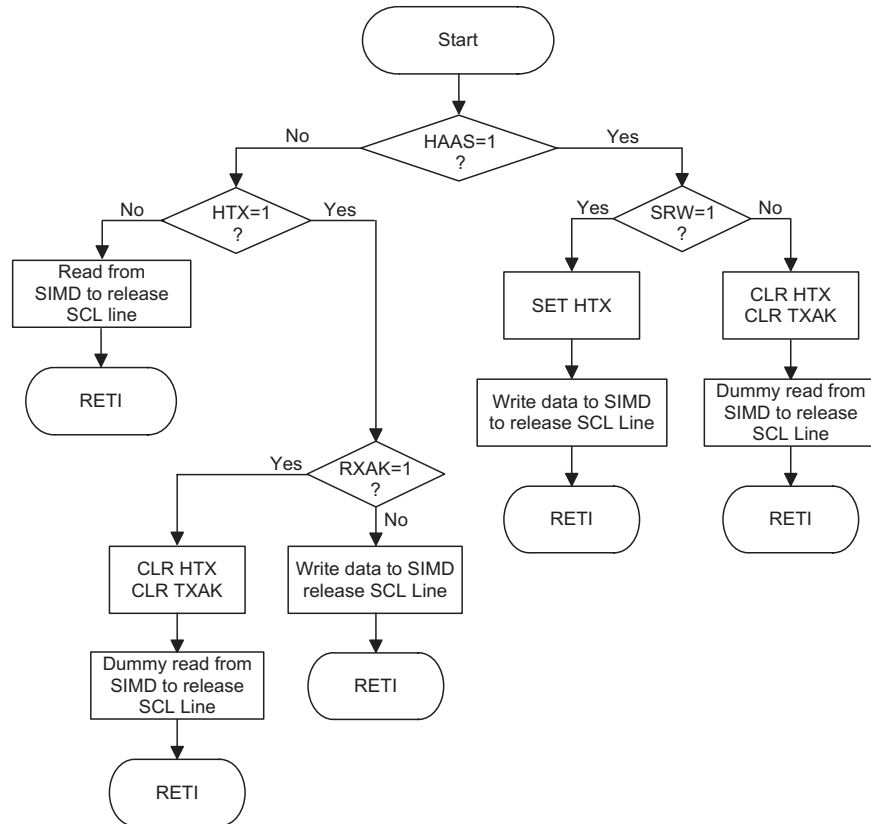 Start
HAAS=1
?
No
Yes
HTX=1
?
No
Yes
SRW=1
?
Yes
No
Read from
SIMD to release
SCL line
SET HTX
CLR HTX
CLR TXAK
RETI
Write data to SIMD
to release SCL Line
Dummy read from
SIMD to release
SCL Line
RXAK=1
?
Yes
No
RETI
RETI
CLR HTX
CLR TXAK
Write data to SIMD
release SCL Line
Dummy read from
SIMD to release
SCL Line
RETI
RETI